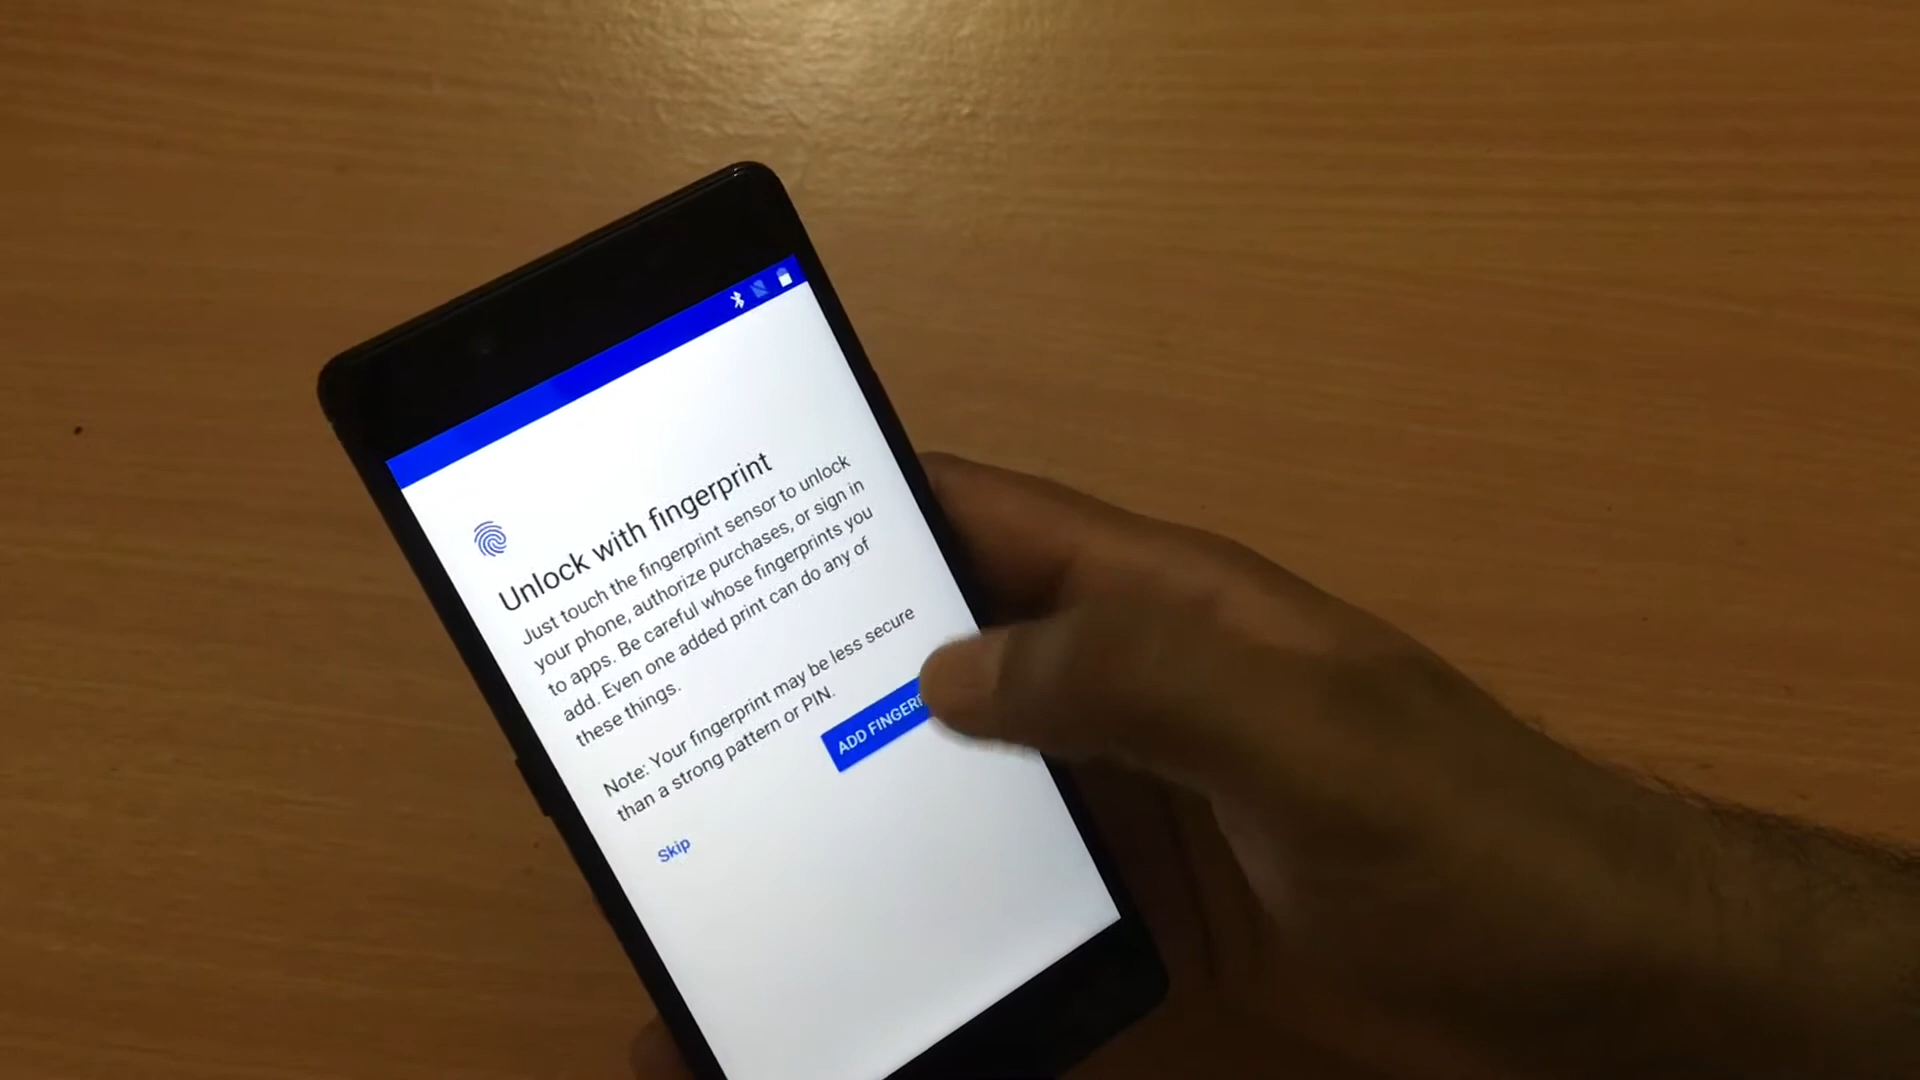 Unlock with fingerprint
Just touch the fingerprint sensor to unlock
your phone, authorize purchases, or sign in
to apps. Be careful whose fingerprints you
add. Even one added print can do any of
these things.
Note: Your fingerprint may be less secure
than a strong pattern or PIN.
ADD
Skip